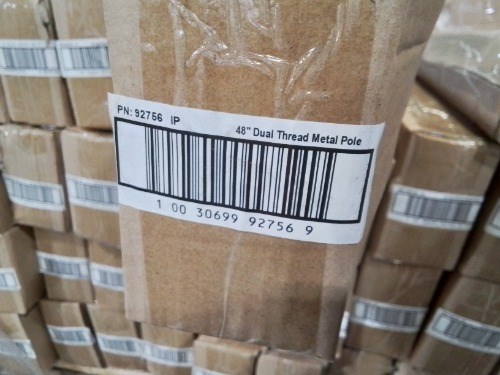 PN: 92756 IP
48" Dual Thread Metal Pole
1 00 30699 92756 9